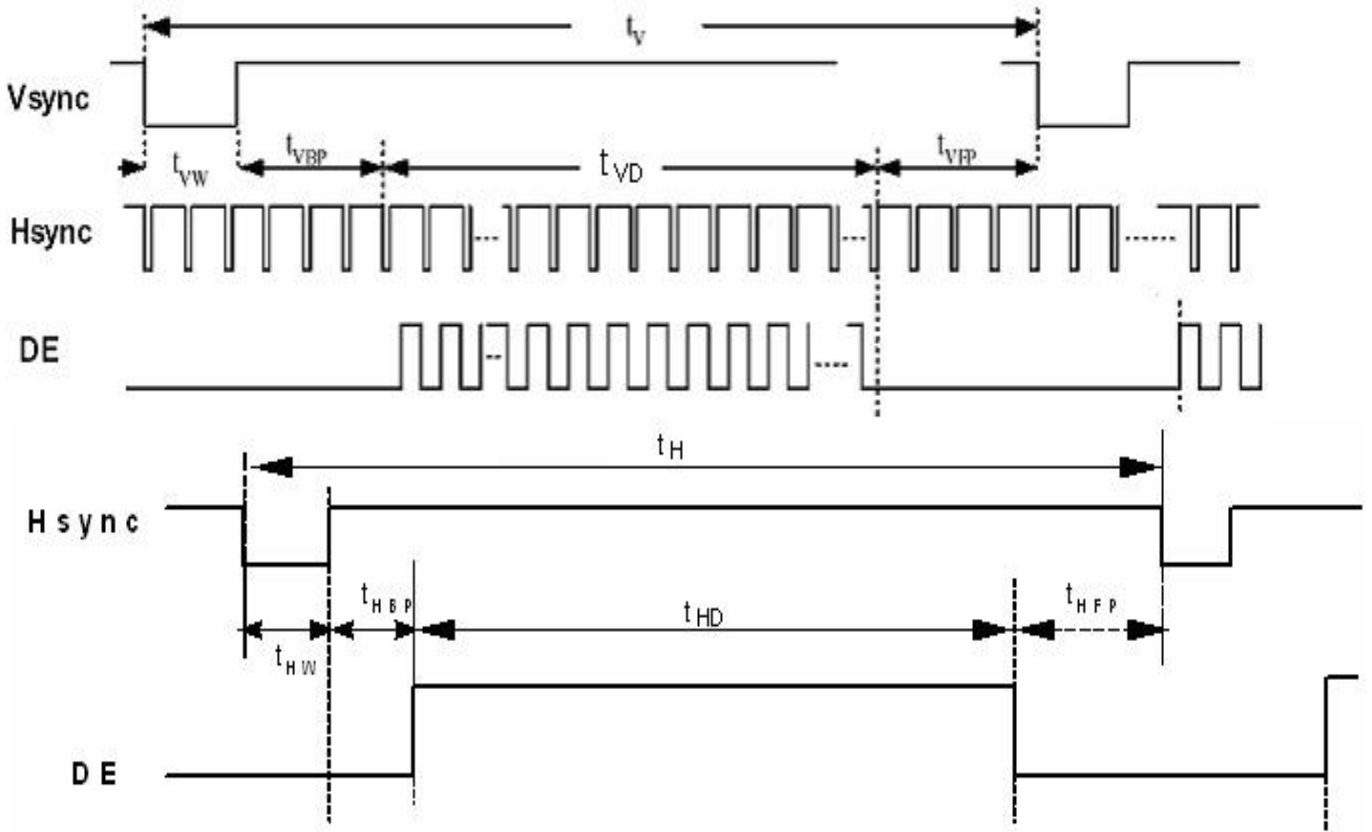 tV
Vsync
tVW tVBP tVD tVFP
Hsync
DE
tH
Hsync
tHBP tHD tHFP
tHW
DE